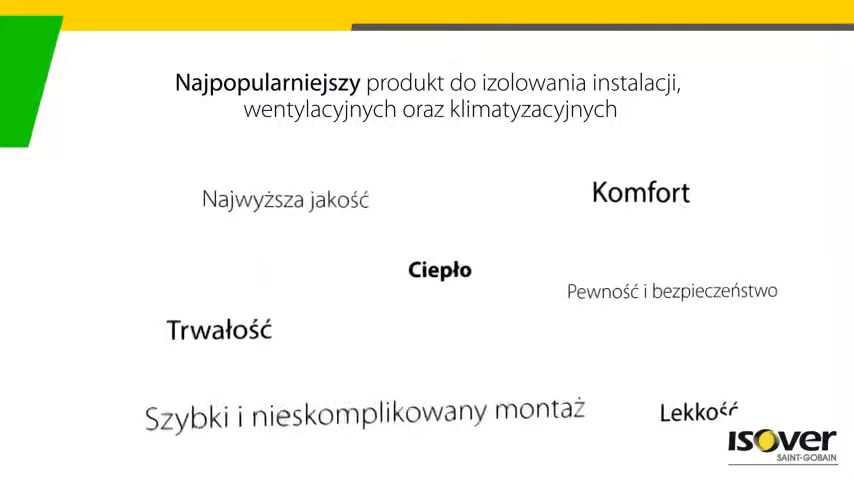 Najpopularniejszy produkt do izolowania instalacji,
wentylacyjnych oraz klimatyzacyjnych
Najwyższa jakość
Komfort
Ciepło
Pewność i bezpieczeństwo
Trwałość
Szybki i nieskomplikowany montaż
Lekkość
ISOVER
SAINT-GOBAIN